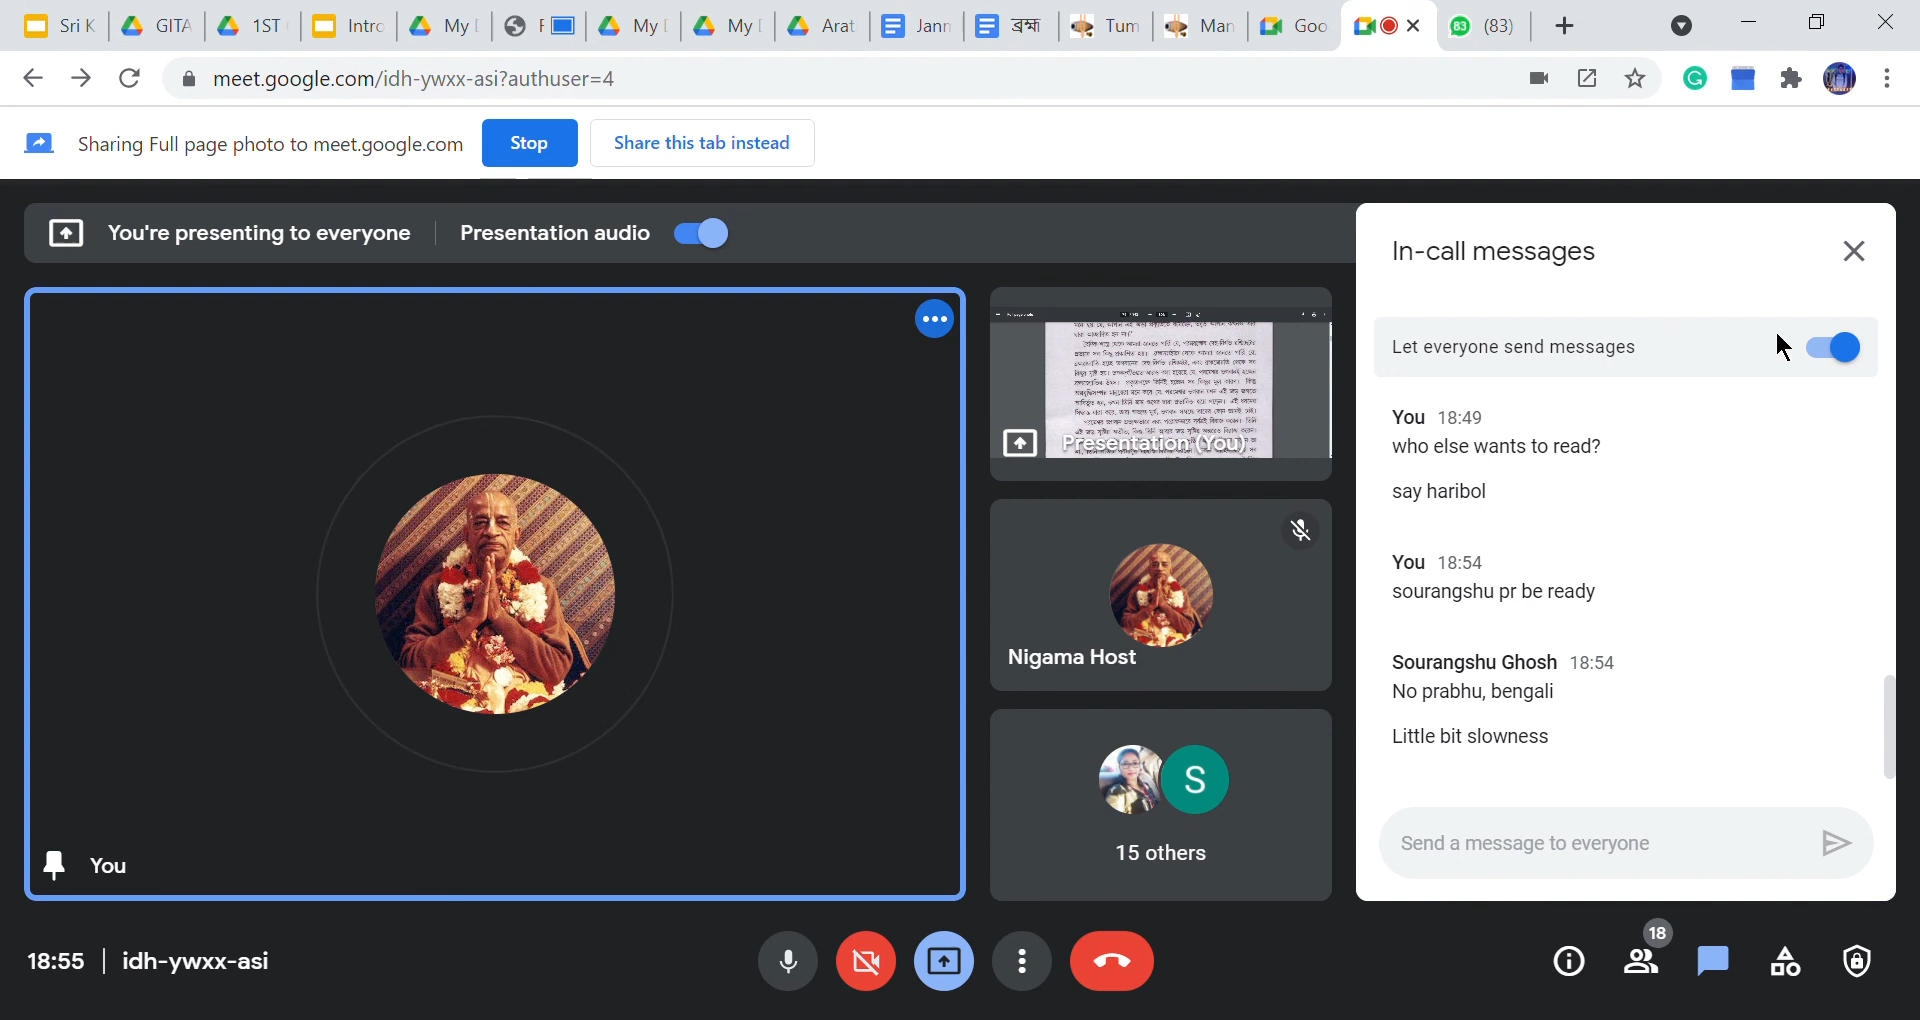 Sri K
GITA
1ST
Intro
My
My
My
Arat
Jann
ব্রহ্ম
Tum
Man
Goo
83
(83)
meet.google.com/idh-ywxx-asi?authuser=4
Sharing Full page photo to meet.google.com
Stop
Share this tab instead
You're presenting to everyone
Presentation audio
In-call messages
Let everyone send messages
You 18:49
who else wants to read?
say haribol
You 18:54
sourangshu pr be ready
Sourangshu Ghosh 18:54
No prabhu, bengali
Little bit slowness
Send a message to everyone
Presentation (You)
Nigama Host
S
15 others
You
18:55
idh-ywxx-asi
18